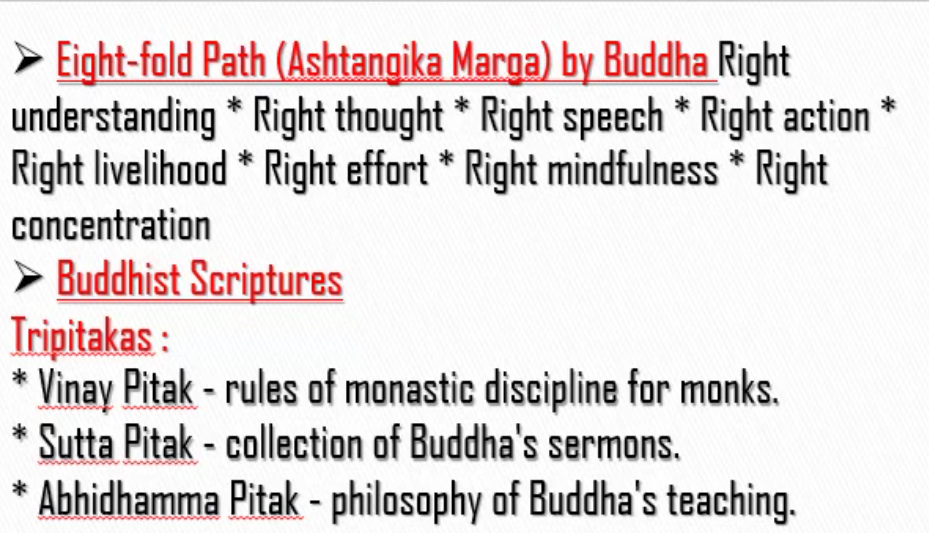 ➢ Eight-fold Path (Ashtangika Marga) by Buddha Right
understanding * Right thought * Right speech * Right action *
Right livelihood * Right effort * Right mindfulness * Right
concentration
➢ Buddhist Scriptures
Tripitakas :
* Vinay Pitak - rules of monastic discipline for monks.
* Sutta Pitak - collection of Buddha's sermons.
* Abhidhamma Pitak - philosophy of Buddha's teaching.